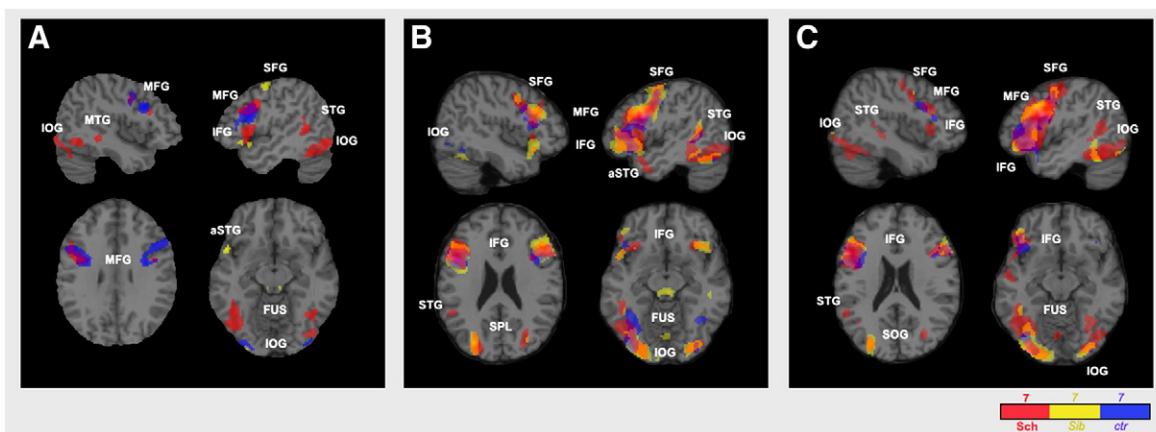 A
SFG
MFG
MFG
STG
IOG
MTG
IFG
IOG
aSTG
MFG
FUS
IOG
B
SFG
SFG
MFG
STG
IOG
IFG
IOG
aSTG
IFG
IFG
STG
SPL
FUS
IOG
C
SFG
SFG
MFG
MFG
STG
STG
IOG
IFG
IOG
IFG
IFG
IFG
STG
FUS
SOG
IOG
7 7 7
Sch Sib ctr